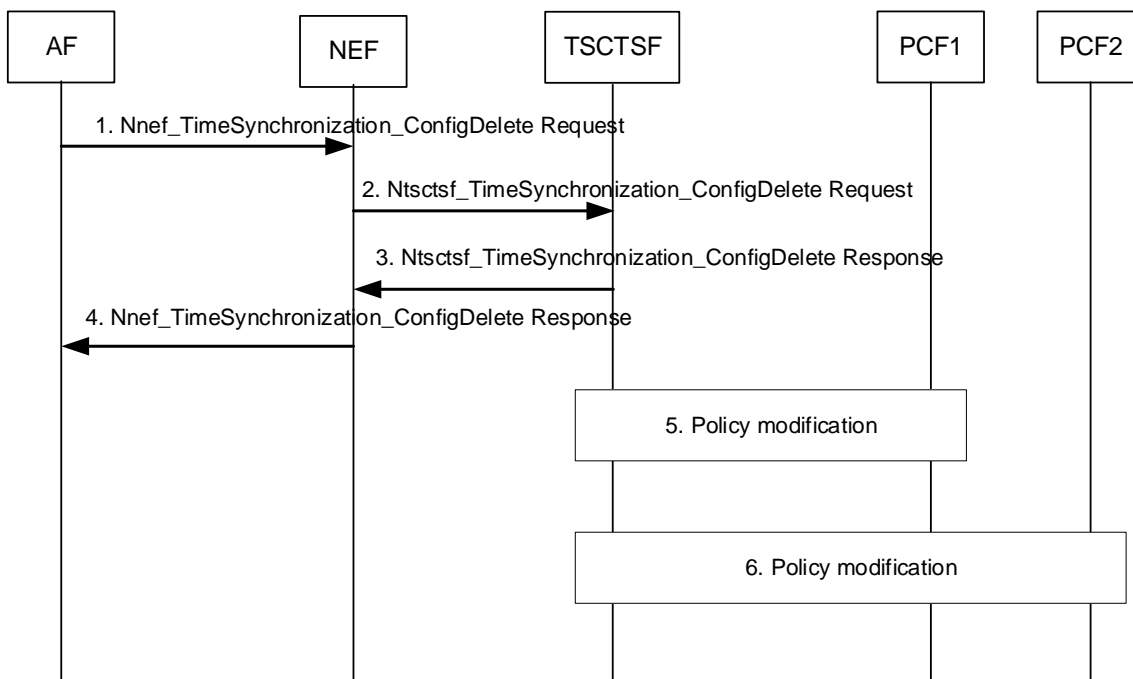 AF
NEF
TSCTSF
PCF1
PCF2
1. Nnef_TimeSynchronization_ConfigDelete Request
2. Ntsctsf_TimeSynchronization_ConfigDelete Request
3. Ntsctsf_TimeSynchronization_ConfigDelete Response
4. Nnef_TimeSynchronization_ConfigDelete Response
5. Policy modification
6. Policy modification